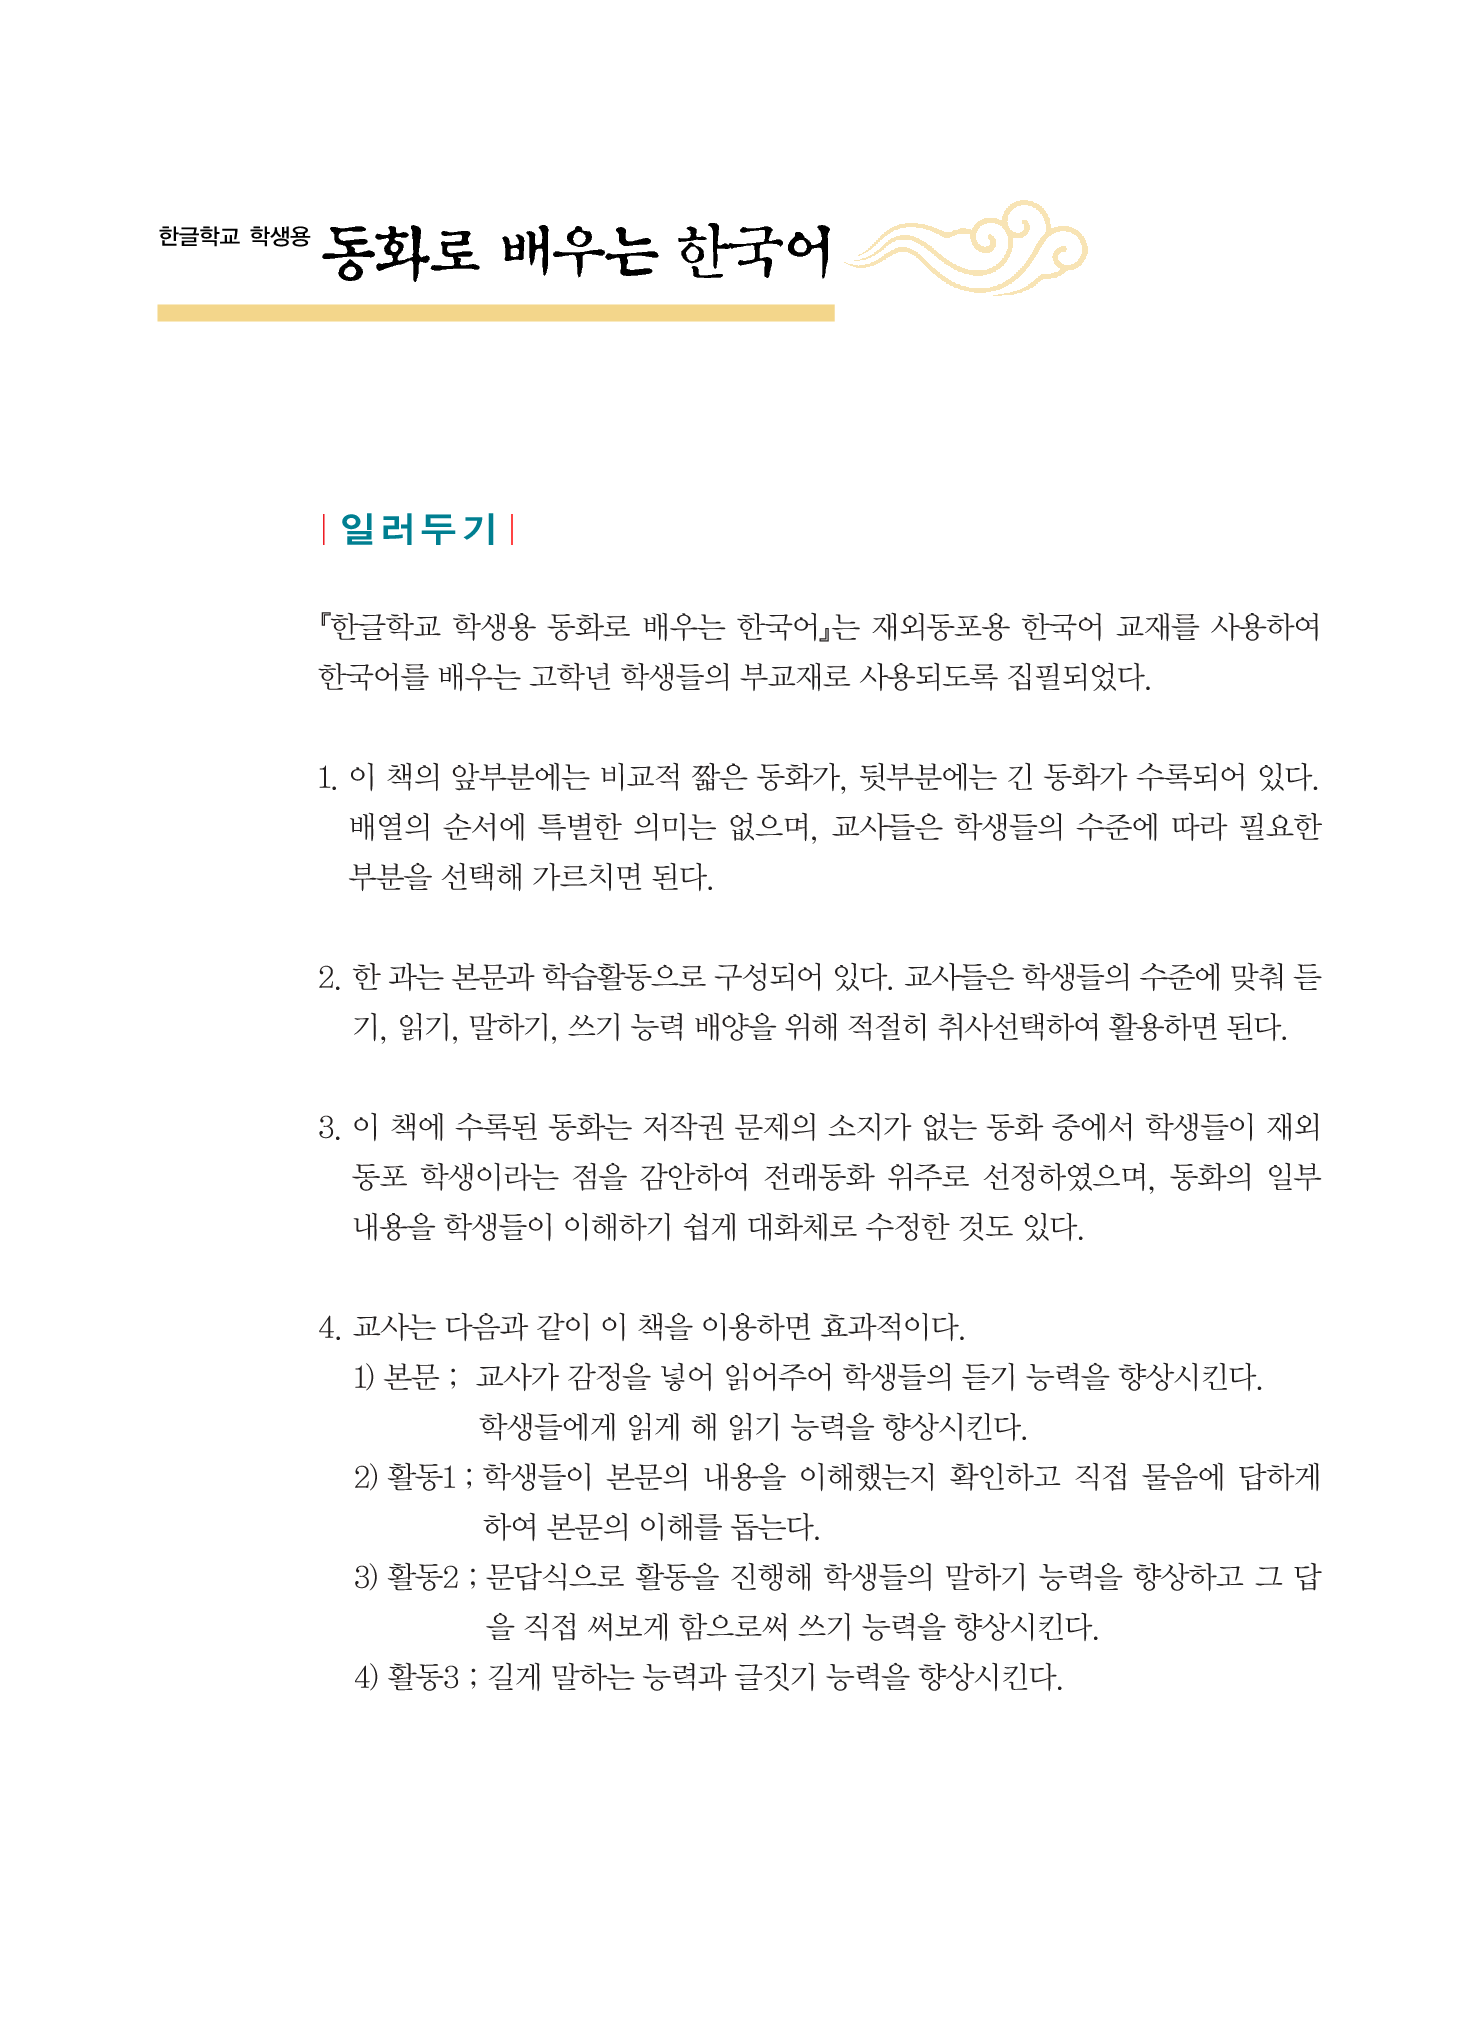 한글학교 학생용 동화로 배우는 한국어
| 일러두기 |
『한글학교 학생용 동화로 배우는 한국어』는 재외동포용 한국어 교재를 사용하여
한국어를 배우는 고학년 학생들의 부교재로 사용되도록 집필되었다.
1. 이 책의 앞부분에는 비교적 짧은 동화가, 뒷부분에는 긴 동화가 수록되어 있다.
배열의 순서에 특별한 의미는 없으며, 교사들은 학생들의 수준에 따라 필요한
부분을 선택해 가르치면 된다.
2. 한 과는 본문과 학습활동으로 구성되어 있다. 교사들은 학생들의 수준에 맞춰 듣
기, 읽기, 말하기, 쓰기 능력 배양을 위해 적절히 취사선택하여 활용하면 된다.
3. 이 책에 수록된 동화는 저작권 문제의 소지가 없는 동화 중에서 학생들이 재외
동포 학생이라는 점을 감안하여 전래동화 위주로 선정하였으며, 동화의 일부
내용을 학생들이 이해하기 쉽게 대화체로 수정한 것도 있다.
4. 교사는 다음과 같이 이 책을 이용하면 효과적이다.
1) 본문 ; 교사가 감정을 넣어 읽어주어 학생들의 듣기 능력을 향상시킨다.
학생들에게 읽게 해 읽기 능력을 향상시킨다.
2) 활동1 ; 학생들이 본문의 내용을 이해했는지 확인하고 직접 물음에 답하게
하여 본문의 이해를 돕는다.
3) 활동2 ; 문답식으로 활동을 진행해 학생들의 말하기 능력을 향상하고 그 답
을 직접 써보게 함으로써 쓰기 능력을 향상시킨다.
4) 활동3 ; 길게 말하는 능력과 글짓기 능력을 향상시킨다.